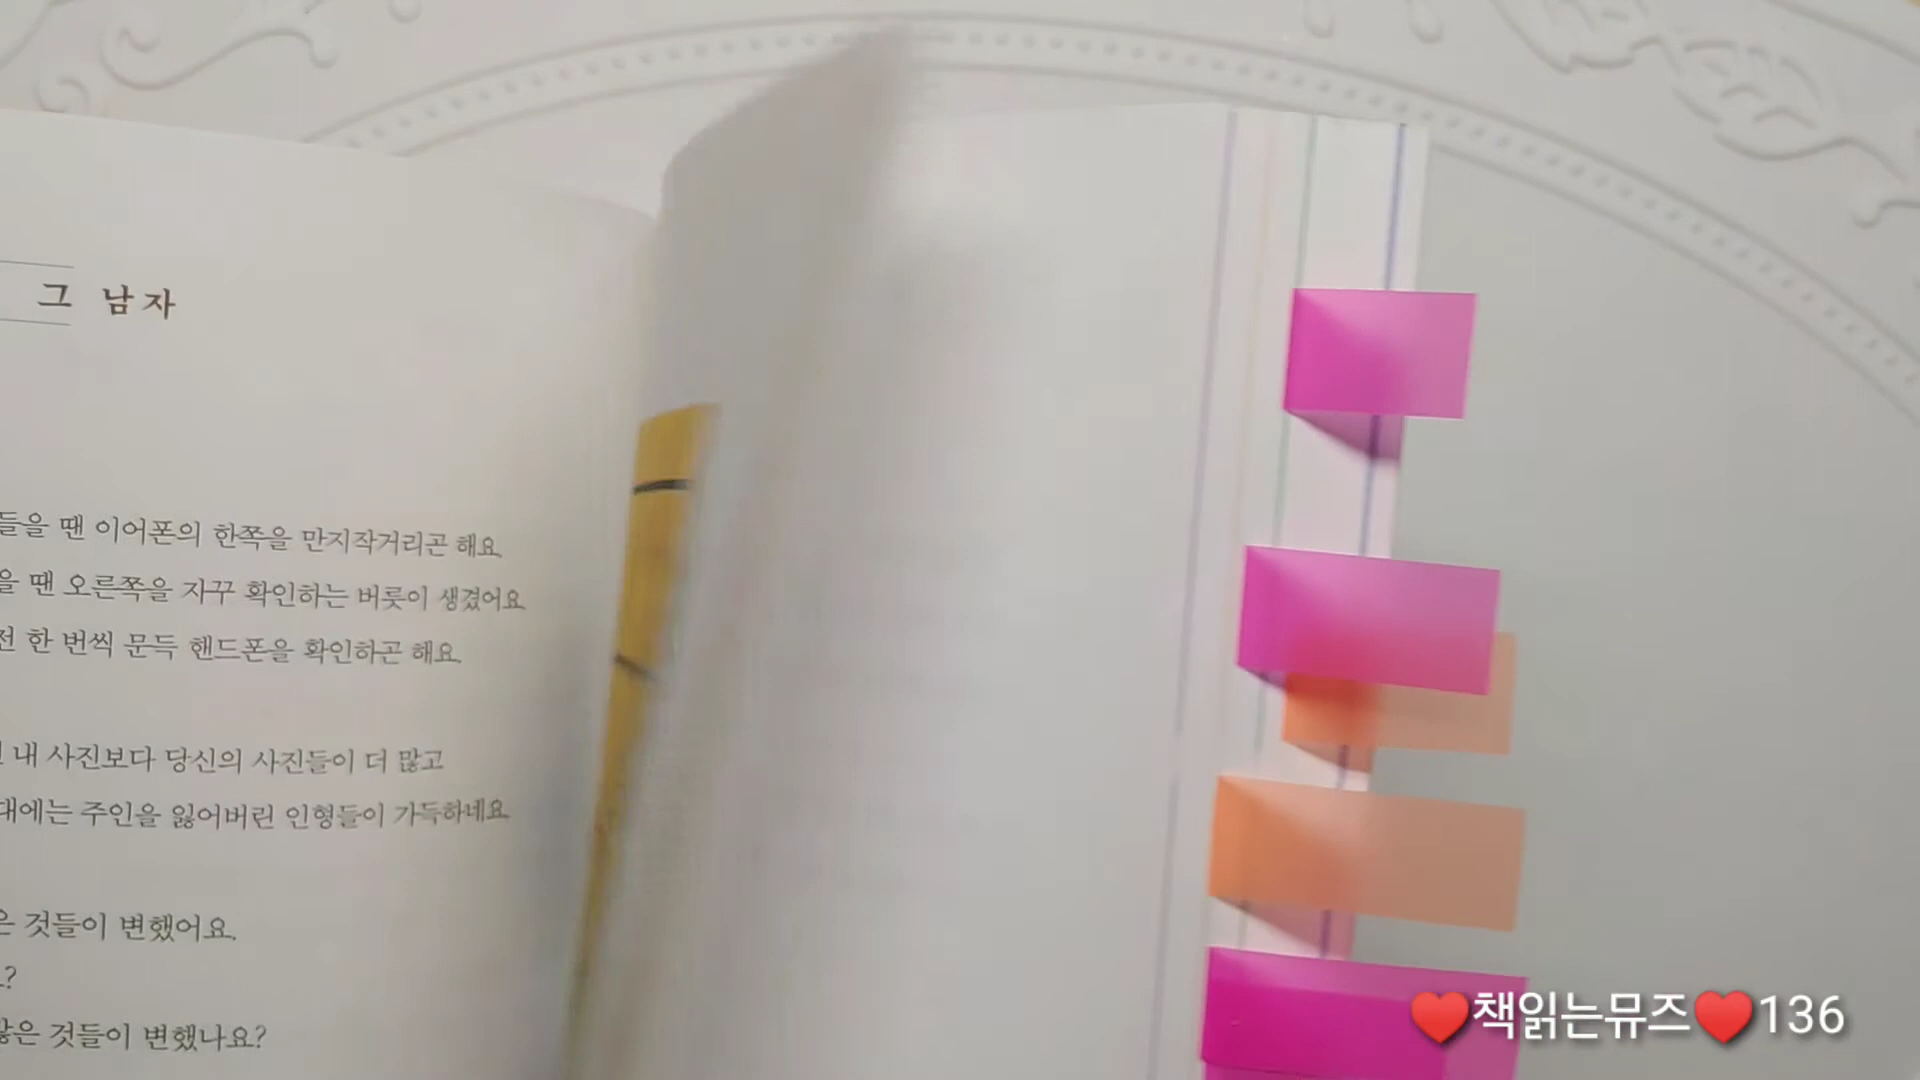 그 남자
들을 땐 이어폰의 한쪽을 만지작거리곤 해요.
을 땐 오른쪽을 자꾸 확인하는 버릇이 생겼어요.
전 한 번씩 문득 핸드폰을 확인하곤 해요.
내 사진보다 당신의 사진들이 더 많고
대에는 주인을 잃어버린 인형들이 가득하네요.
은 것들이 변했어요.
?
많은 것들이 변했나요?
❤️책읽는뮤즈❤️136